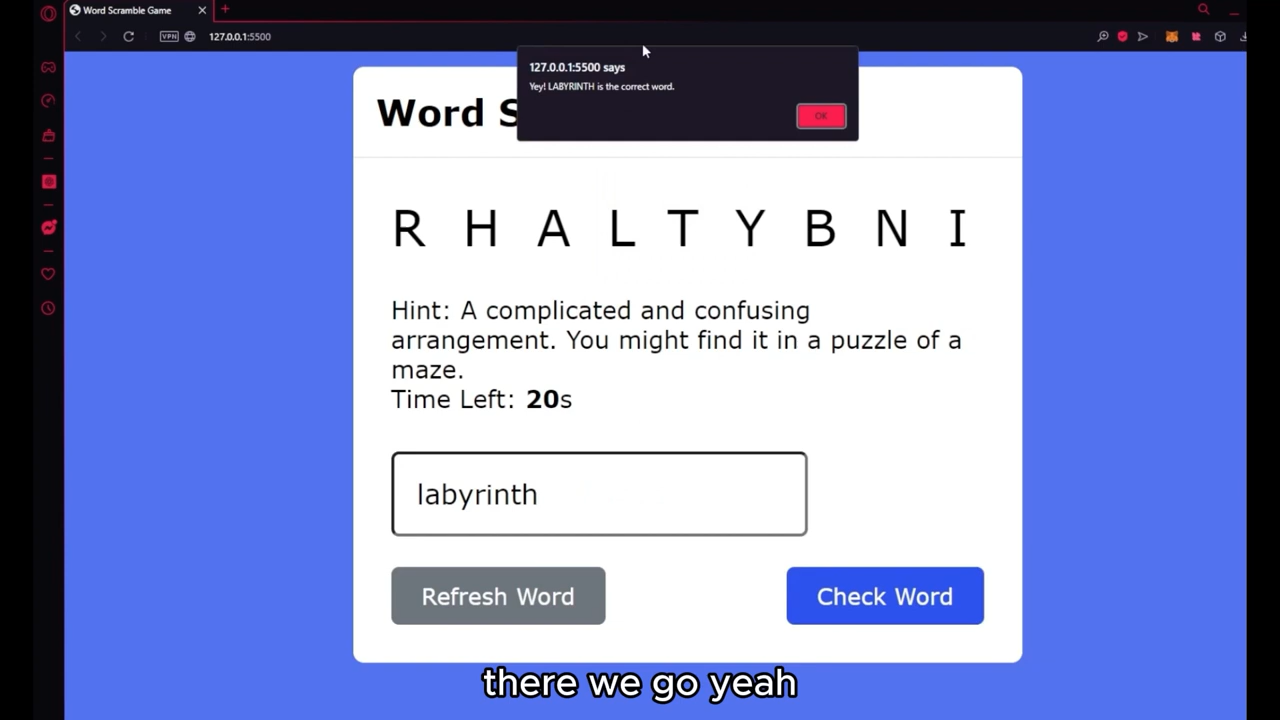 Word Scramble Game
VPN
127.0.0.1:5500
127.0.0.1:5500 says
Yey! LABYRINTH is the correct word.
OK
Word S
R H A L T Y B N I
Hint: A complicated and confusing
arrangement. You might find it in a puzzle of a
maze.
Time Left: 20s
labyrinth
Refresh Word
Check Word
there we go yeah